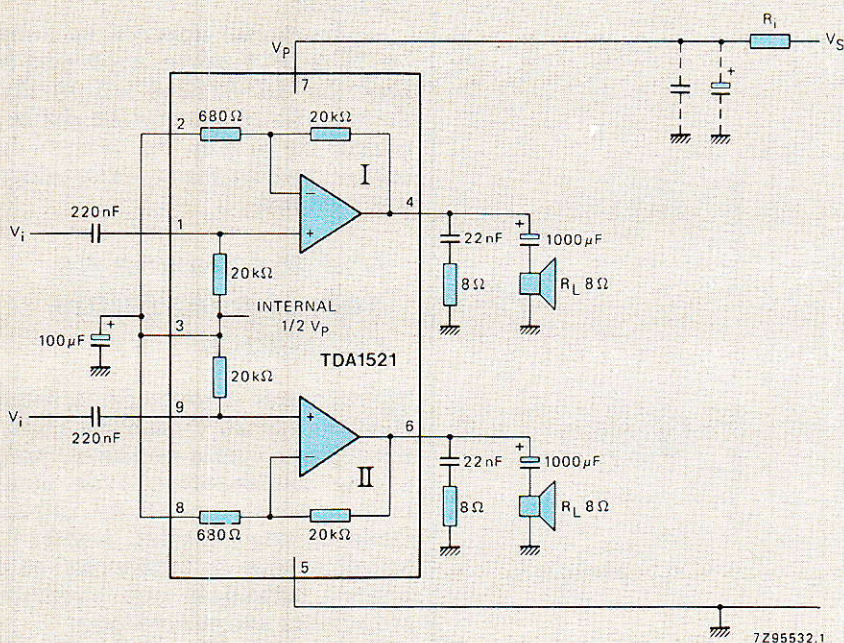 V_P
R_i
V_S
7
2
680Ω
20kΩ
I
220nF
V_i
1
4
20kΩ
22nF
1000µF
+
8Ω
R_L 8Ω
INTERNAL
1/2 V_P
100µF
+
3
TDA1521
20kΩ
V_i
9
220nF
6
II
22nF
1000µF
+
8Ω
R_L 8Ω
8
680Ω
20kΩ
5
7Z95532.1